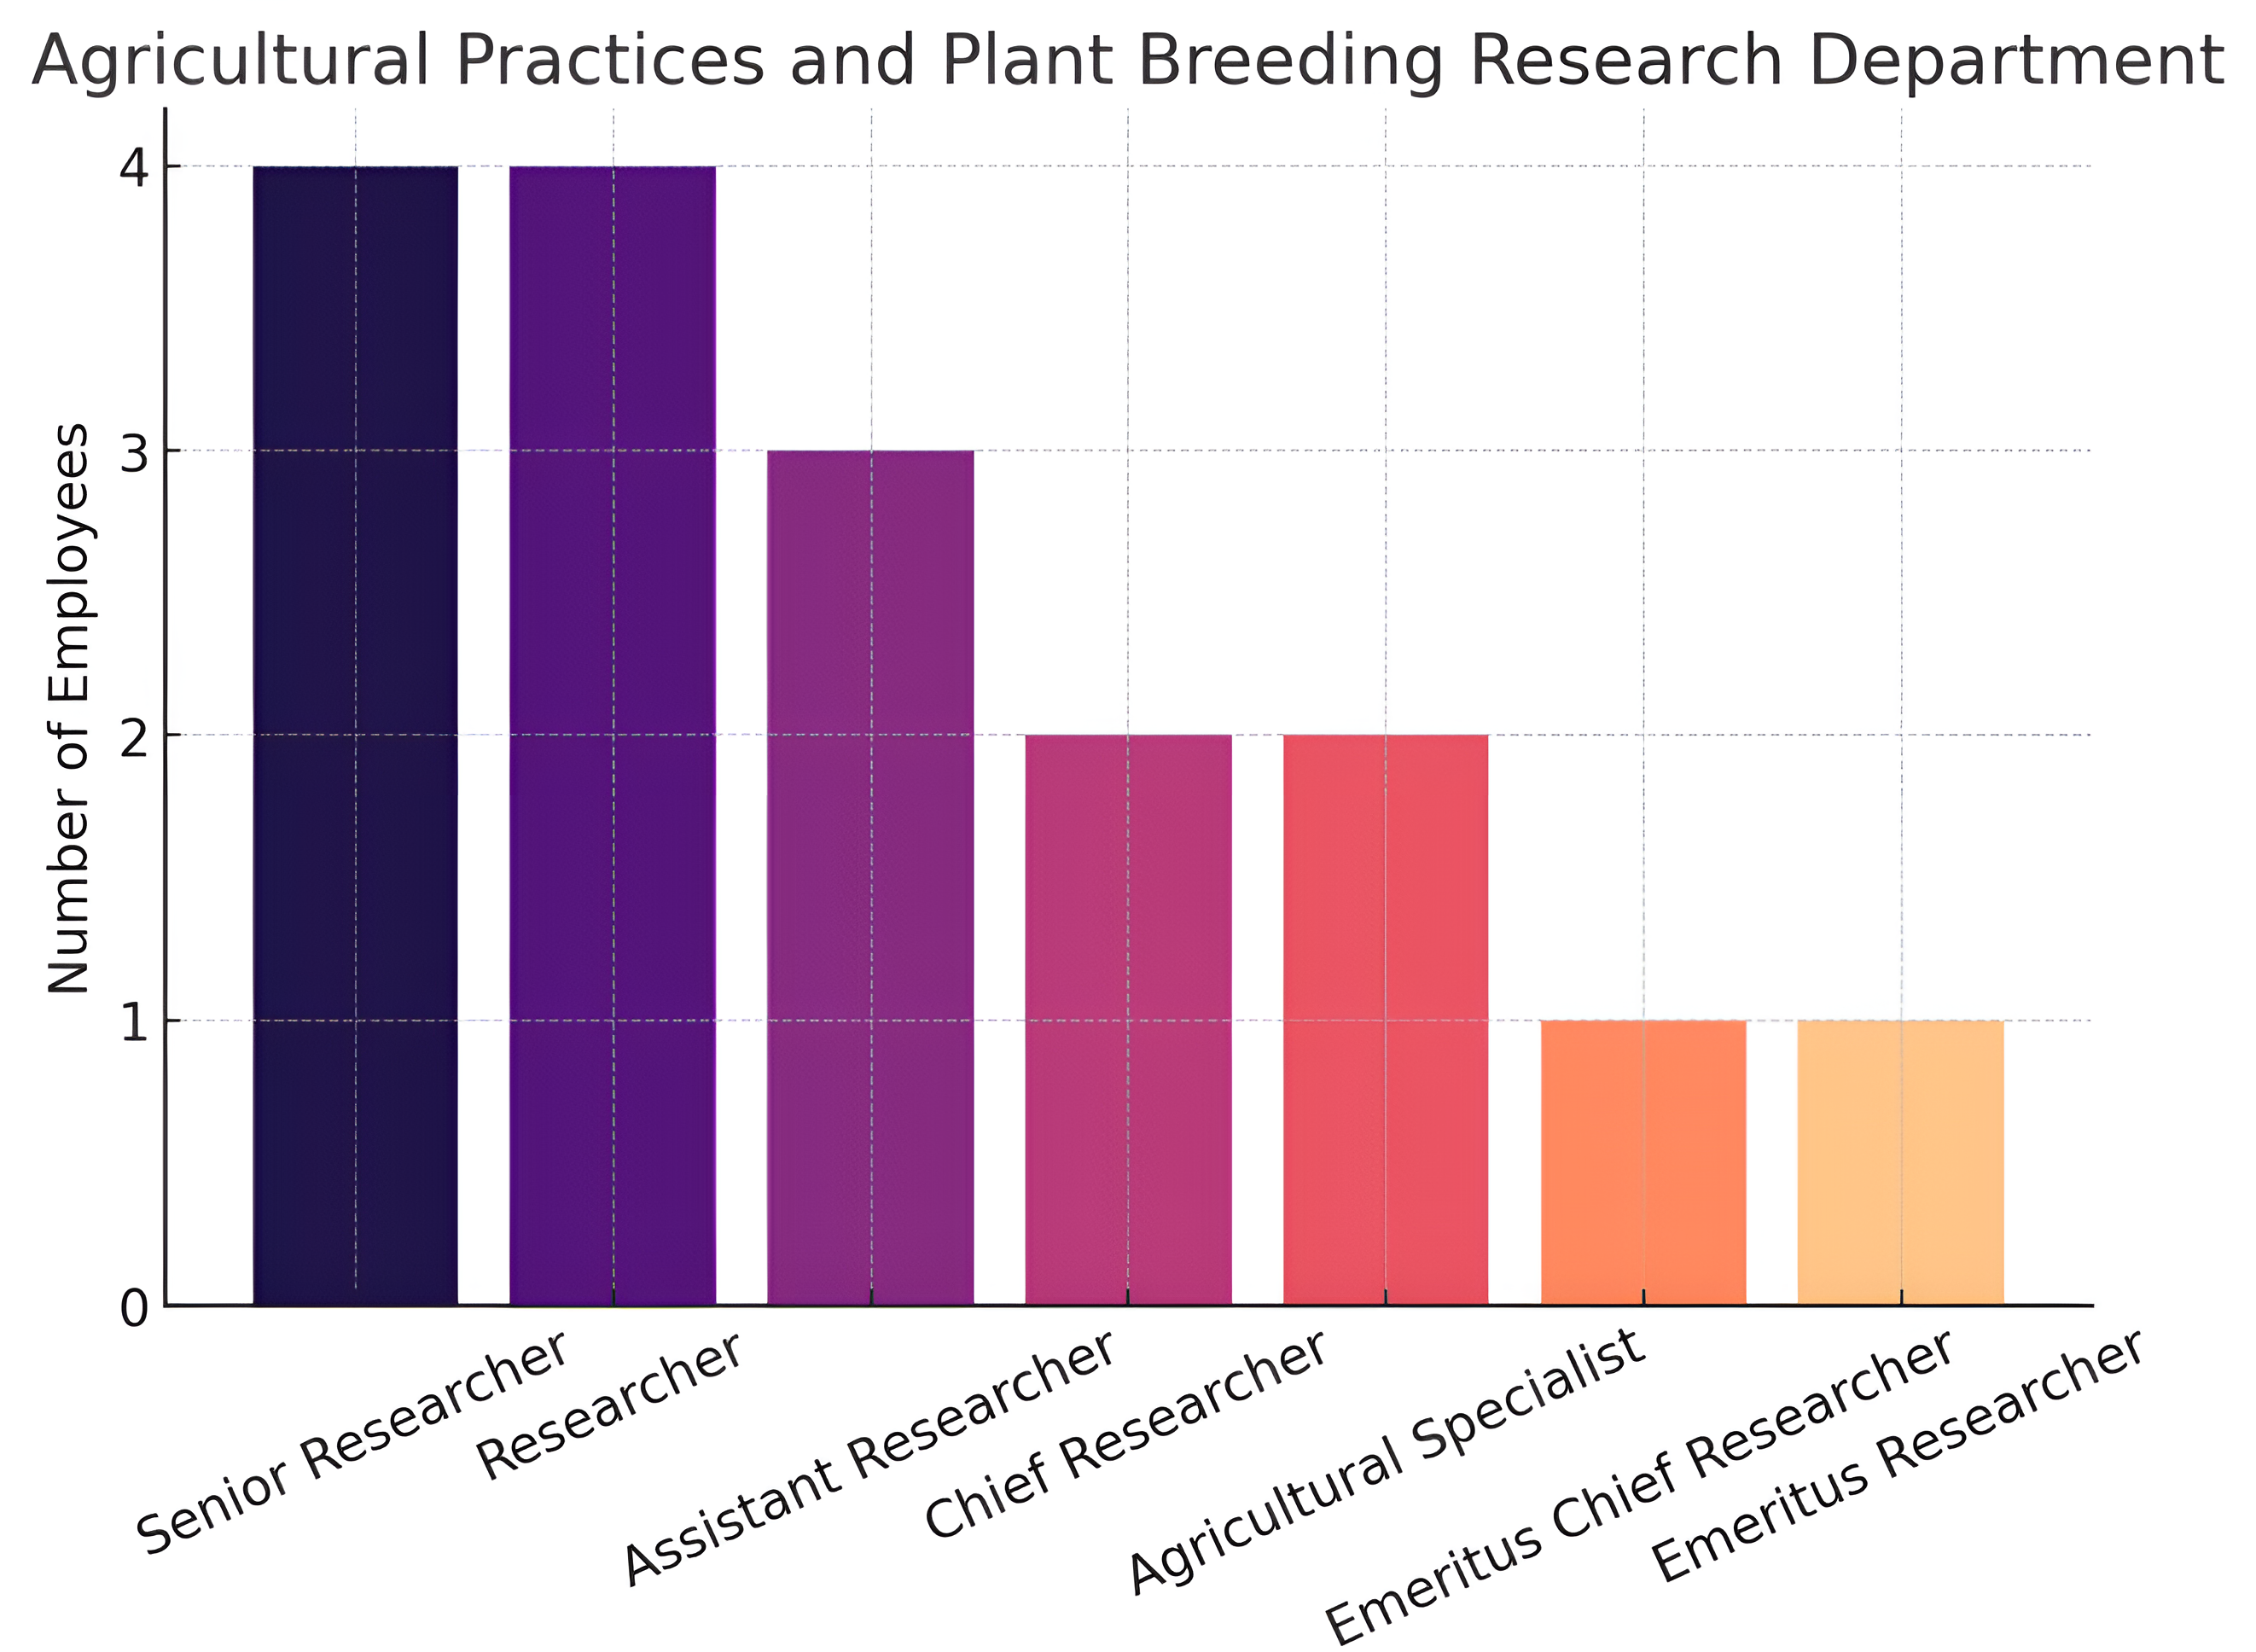 Agricultural Practices and Plant Breeding Research Department
Number of Employees
4
3
2
1
0
Senior Researcher
Researcher
Assistant Researcher
Chief Researcher
Agricultural Specialist
Emeritus Chief Researcher
Emeritus Researcher